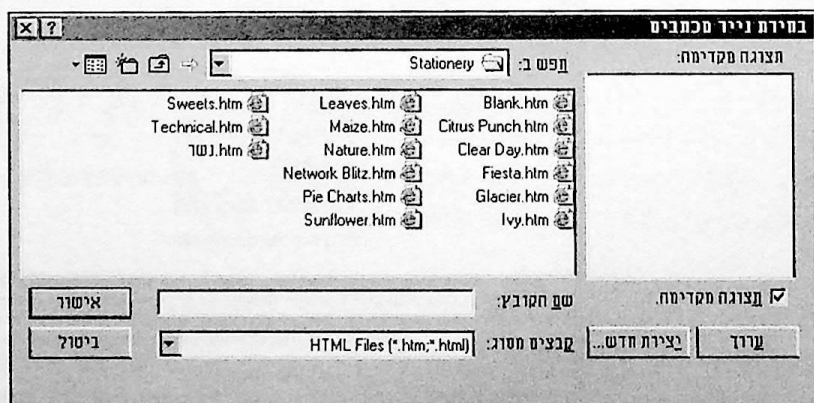 בחירת נייר מכתבים
תצוגה מקדימה:
חפש ב: Stationery
Blank.htm
Citrus Punch.htm
Clear Day.htm
Fiesta.htm
Glacier.htm
Ivy.htm
Leaves.htm
Maize.htm
Nature.htm
Network Blitz.htm
Pie Charts.htm
Sunflower.htm
Sweets.htm
Technical.htm
נשר.htm
תצוגה מקדימה.
שם הקובץ:
אישור
ערוך
יצירת חדש...
קבצים מסוג: HTML Files (*.htm;*.html)
ביטול